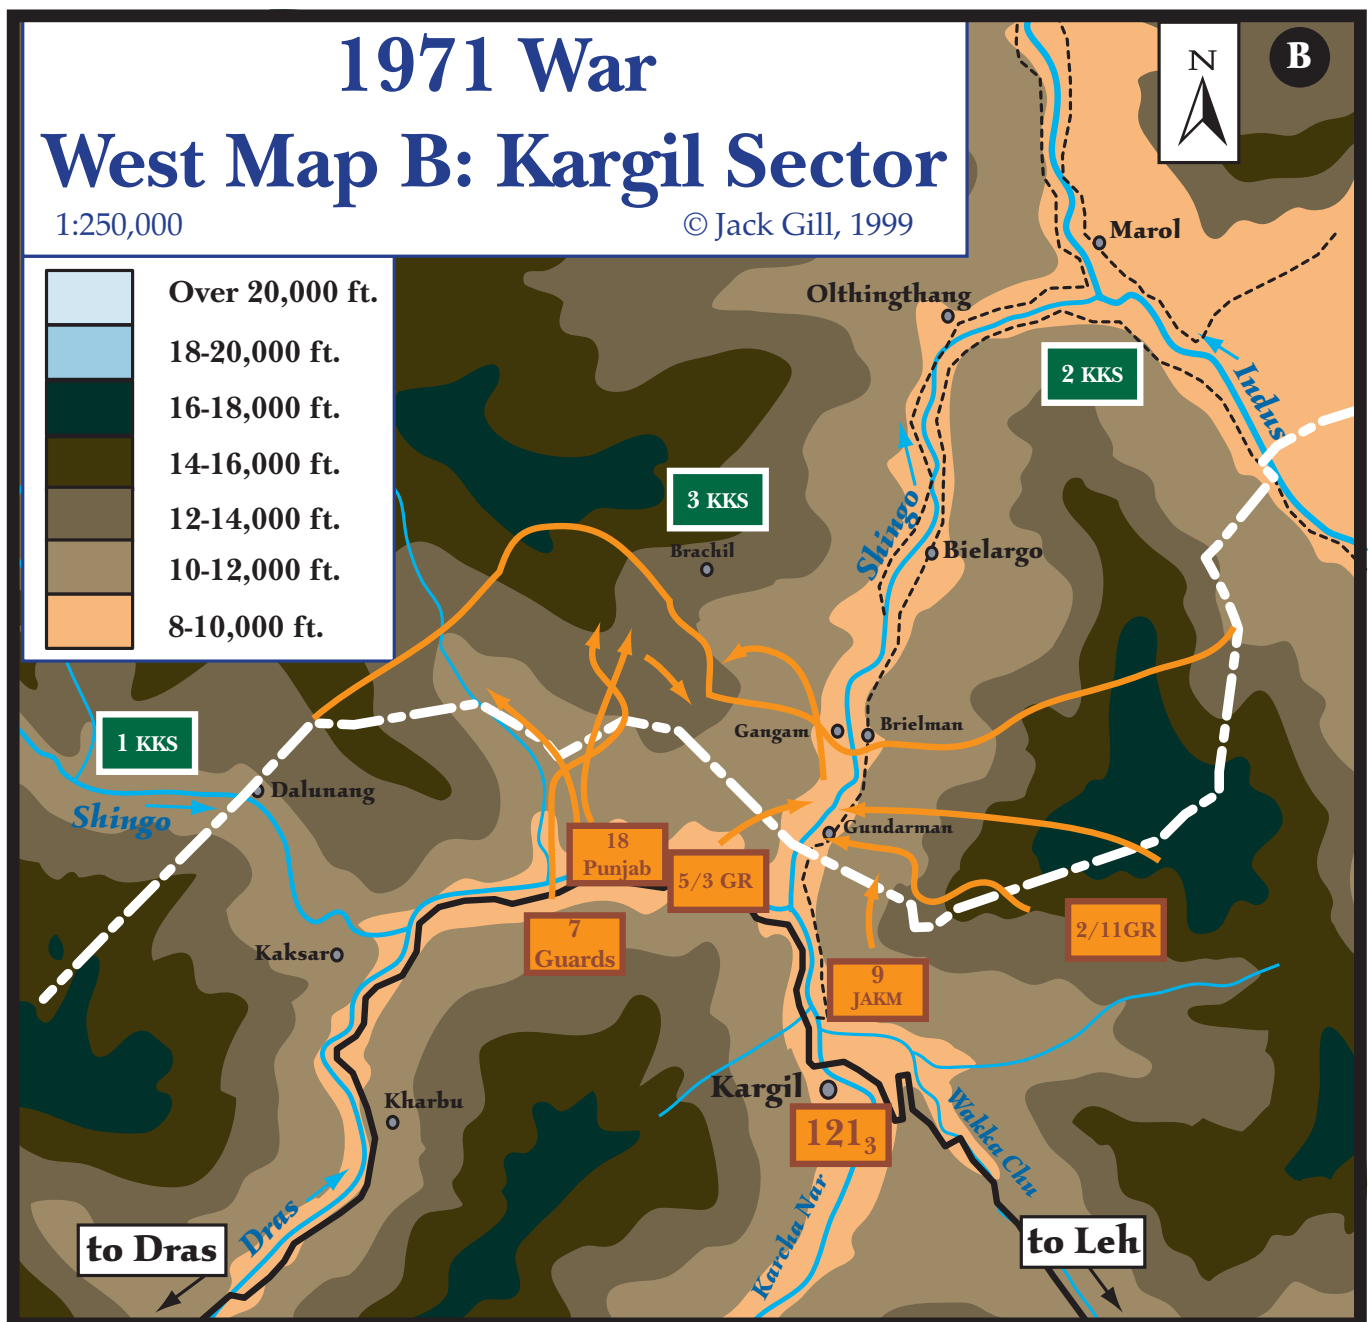 1971 War
West Map B: Kargil Sector
1:250,000
© Jack Gill, 1999
N
B
Over 20,000 ft.
18-20,000 ft.
16-18,000 ft.
14-16,000 ft.
12-14,000 ft.
10-12,000 ft.
8-10,000 ft.
Marol
Olthingthang
2 KKS
Indus
3 KKS
Brachil
Shingo
Bielargo
1 KKS
Gangam
Brielman
Dalunang
Shingo
Gundarman
18
Punjab
5/3 GR
7
Guards
2/11GR
Kaksar
9
JAKM
Kargil
Kharbu
121₃
Wakka Chu
Karcha Nar
Dras
to Dras
to Leh